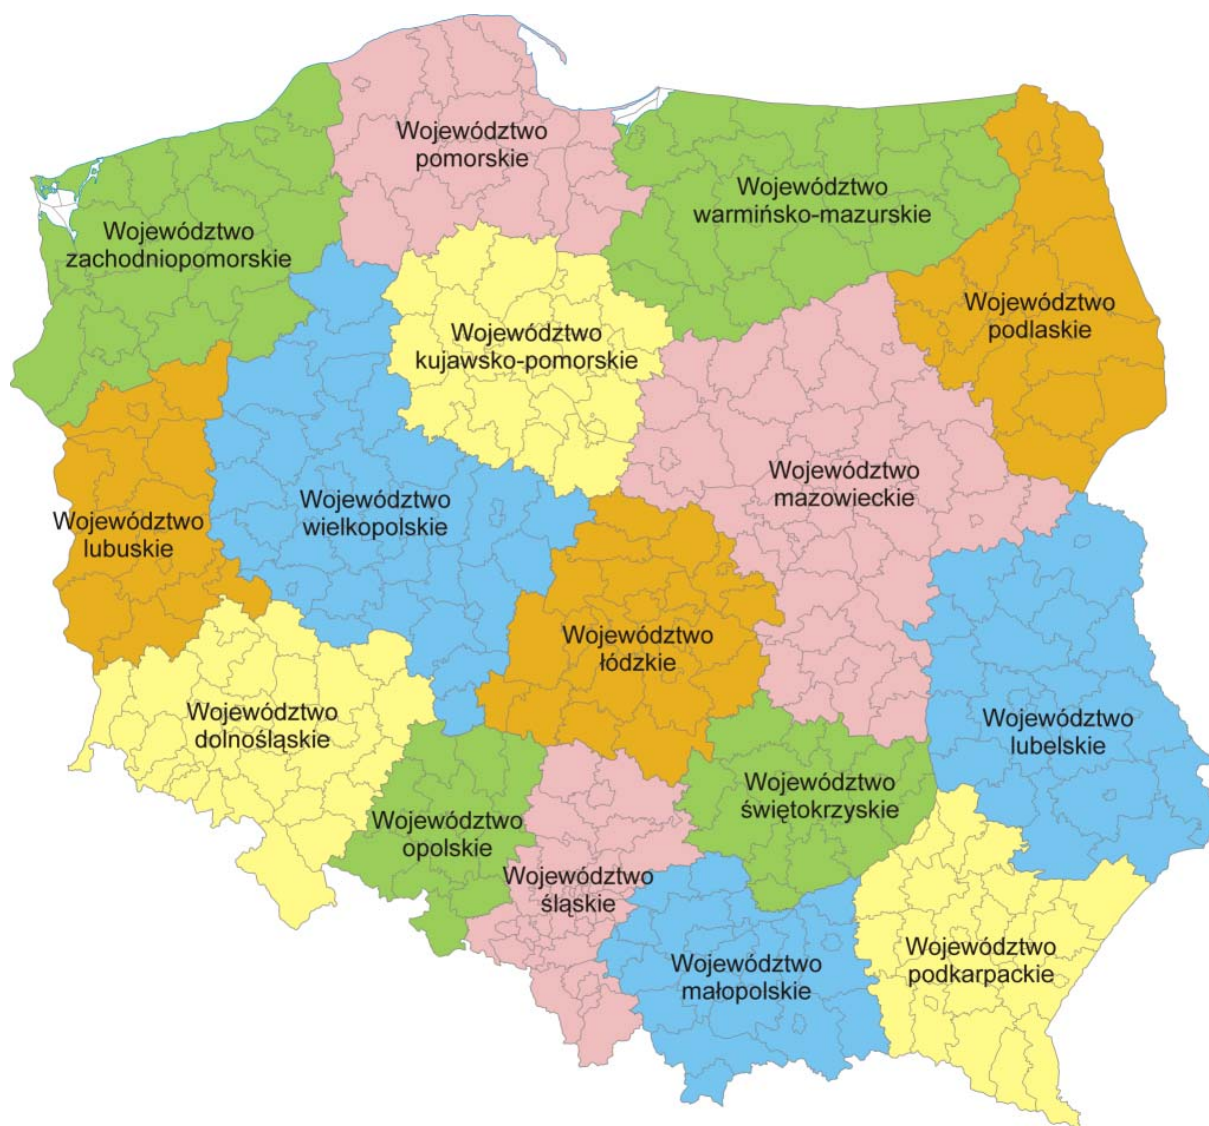 Województwo
pomorskie
Województwo
warmińsko-mazurskie
Województwo
zachodniopomorskie
Województwo
podlaskie
Województwo
kujawsko-pomorskie
Województwo
mazowieckie
Województwo
wielkopolskie
Województwo
lubuskie
Województwo
łódzkie
Województwo
dolnośląskie
Województwo
lubelskie
Województwo
świętokrzyskie
Województwo
opolskie
Województwo
śląskie
Województwo
podkarpackie
Województwo
małopolskie